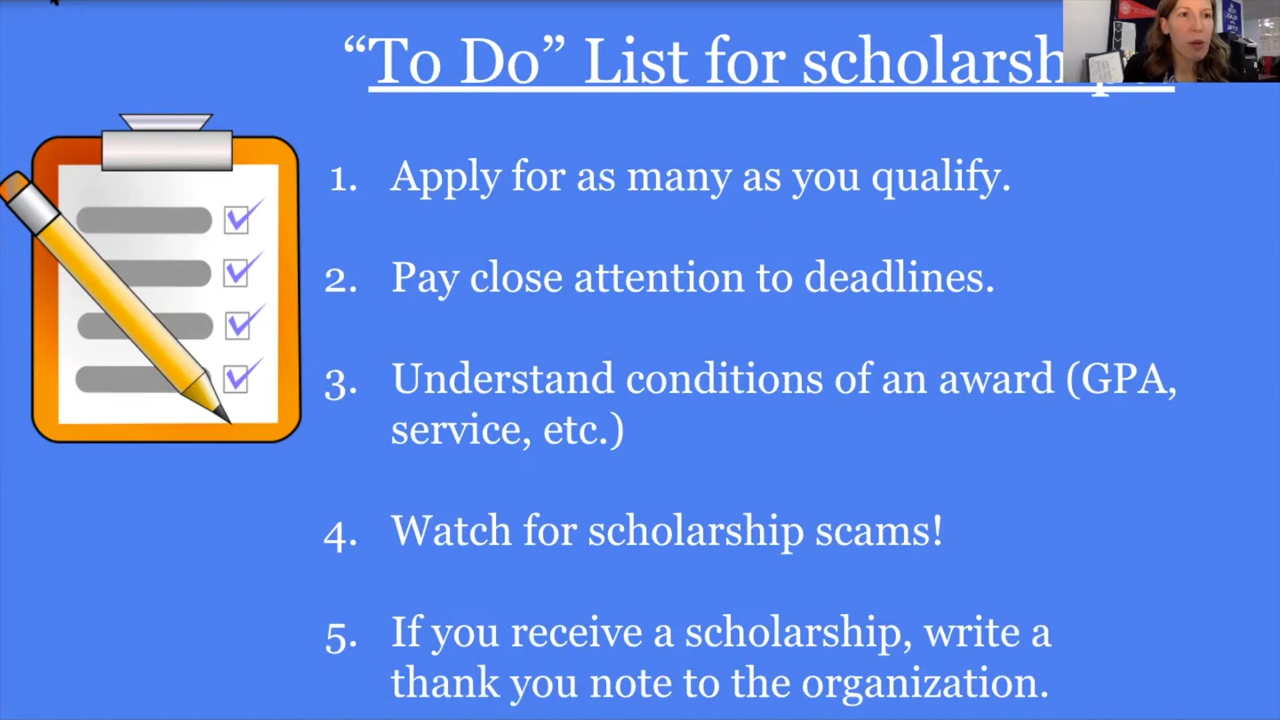 “To Do” List for
1. Apply for as many as you qualify.
2. Pay close attention to deadlines.
3. Understand conditions of an award (GPA,
service, etc.)
4. Watch for scholarship scams!
5. If you receive a scholarship, write a
thank you note to the organization.